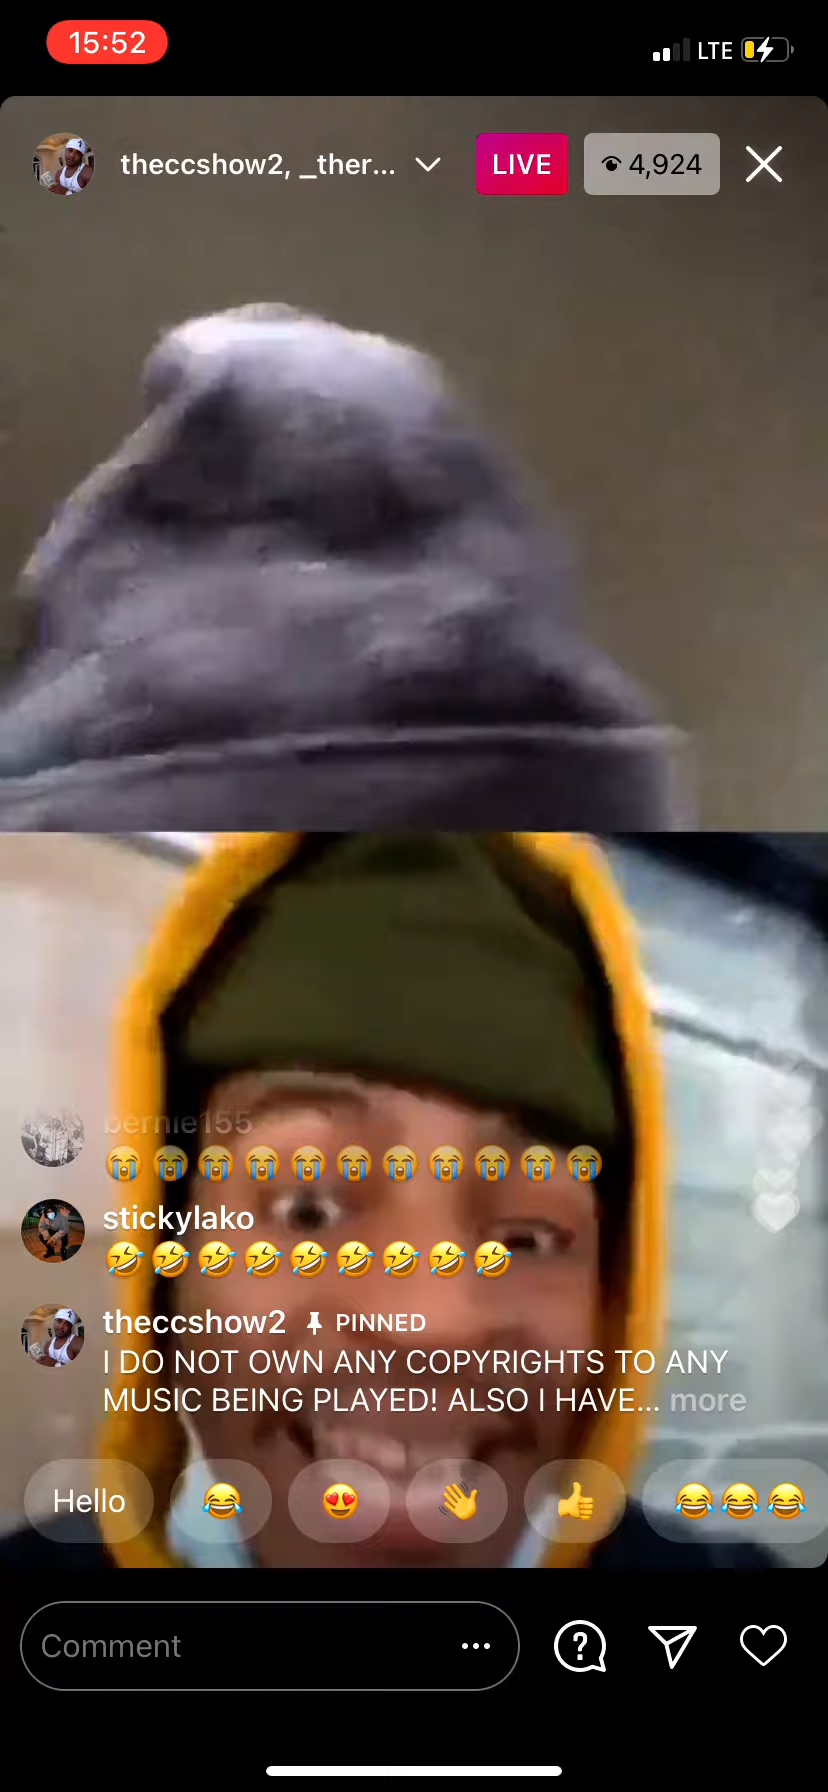 15:52
LTE
theccshow2, _ther...
LIVE
4,924
bernie155
😭😭😭😭😭😭😭😭😭😭😭
stickylako
🤣🤣🤣🤣🤣🤣🤣🤣🤣
theccshow2 PINNED
I DO NOT OWN ANY COPYRIGHTS TO ANY
MUSIC BEING PLAYED! ALSO I HAVE... more
Hello 😂 😍 👋 👍 😂😂😂
Comment